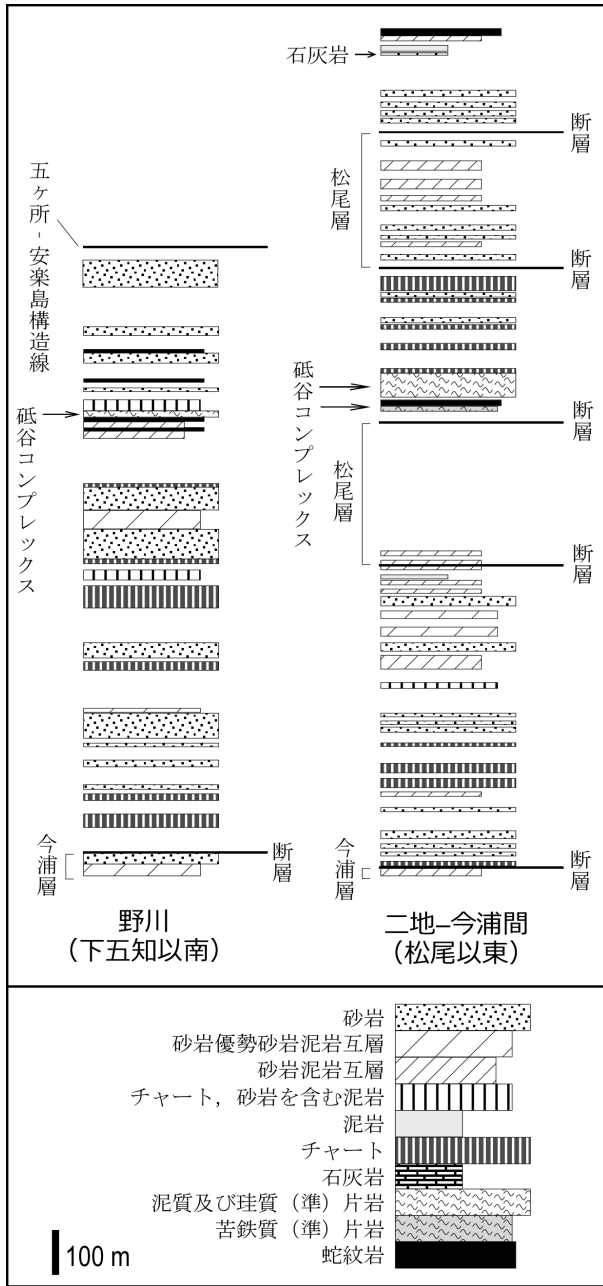 石灰岩
断層
松尾層
五ヶ所-安楽島構造線
断層
砥谷コンプレックス
砥谷コンプレックス
断層
松尾層
断層
今浦層
断層
今浦層
断層
野川
（下五知以南）
二地–今浦間
（松尾以東）
砂岩
砂岩優勢砂岩泥岩互層
砂岩泥岩互層
チャート，砂岩を含む泥岩
泥岩
チャート
石灰岩
泥質及び珪質（準）片岩
苦鉄質（準）片岩
蛇紋岩
100 m